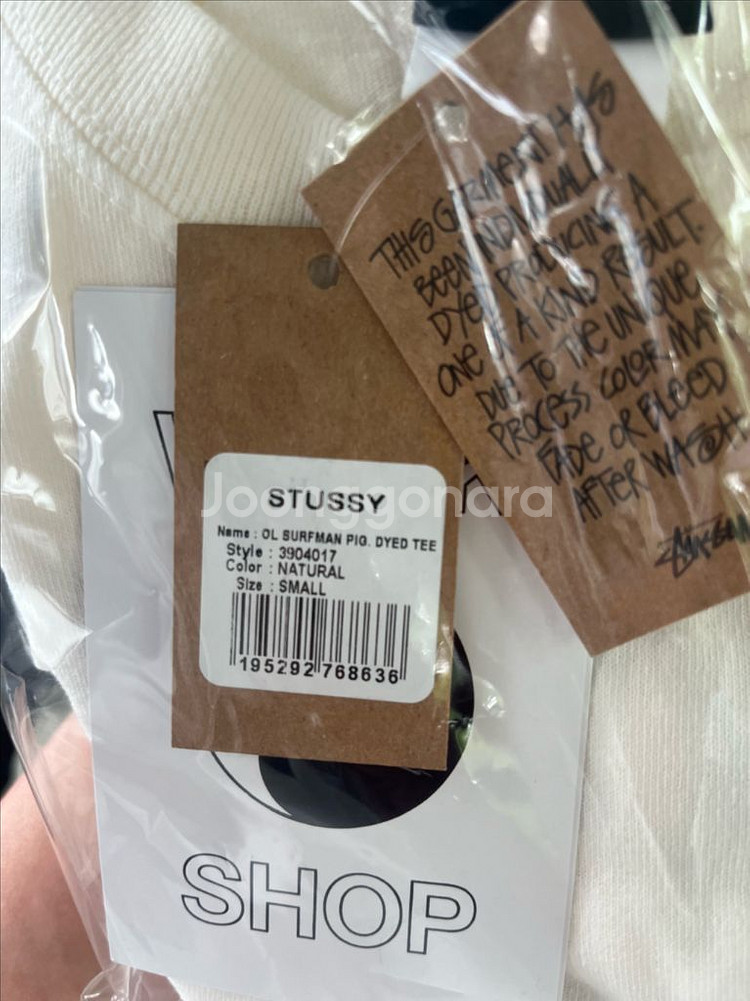 THIS GARMENT HAS
BEEN INDIVIDUALLY
DYED PRODUCING A
ONE OF A KIND RESULT.
DUE TO THE UNIQUE
PROCESS COLOR MAY
FADE OR BLEED
AFTER WASH
Joonggonara
STUSSY
Name : OL SURFMAN PIG. DYED TEE
Style : 3904017
Color : NATURAL
Size : SMALL
195292 768636
SHOP